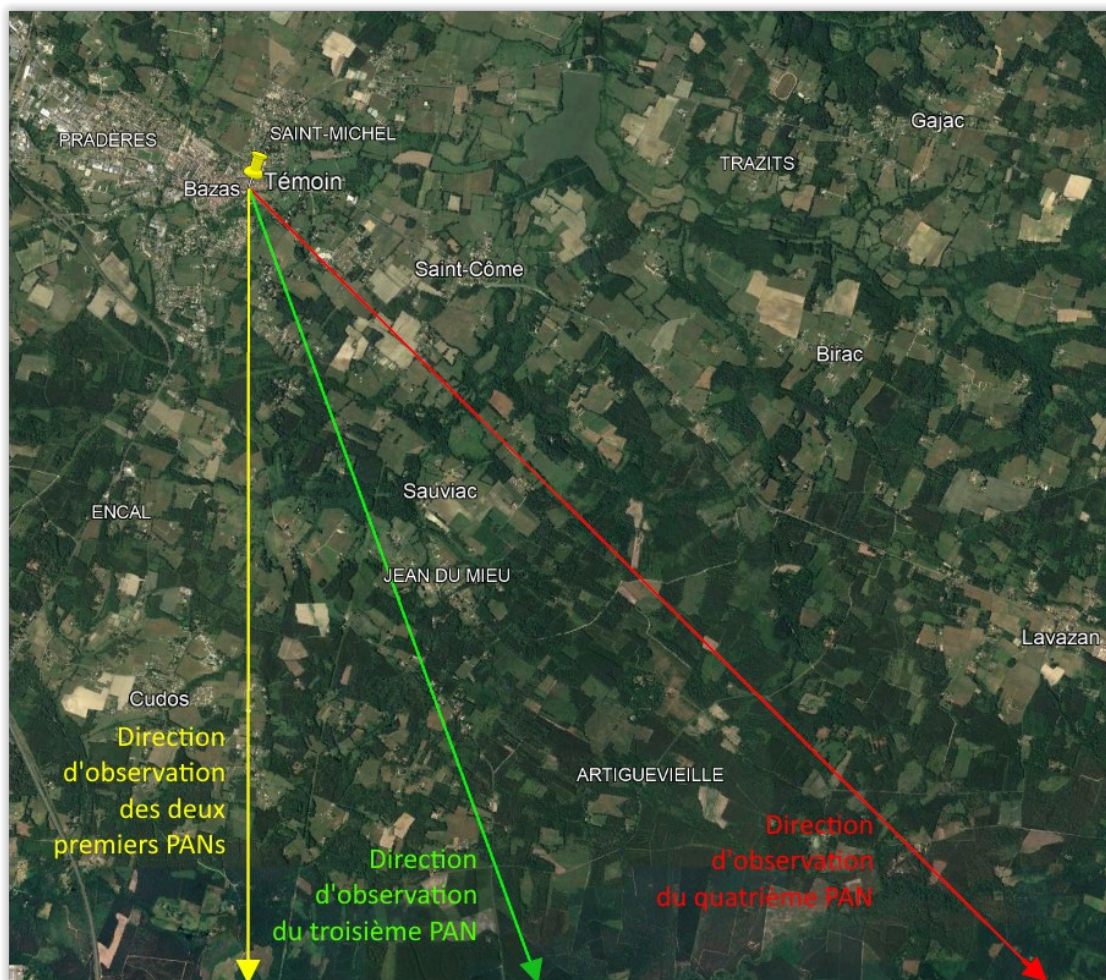 Gajac
PRADERES
SAINT-MICHEL
TRAZITS
Bazas
Témoin
Saint-Côme
Birac
Sauviac
ENCAL
JEAN DU MIEU
Lavazan
Cudos
Direction
d'observation
des deux
premiers PANs
ARTIGUEVIEILLE
Direction
d'observation
du troisième PAN
Direction
d'observation
du quatrième PAN